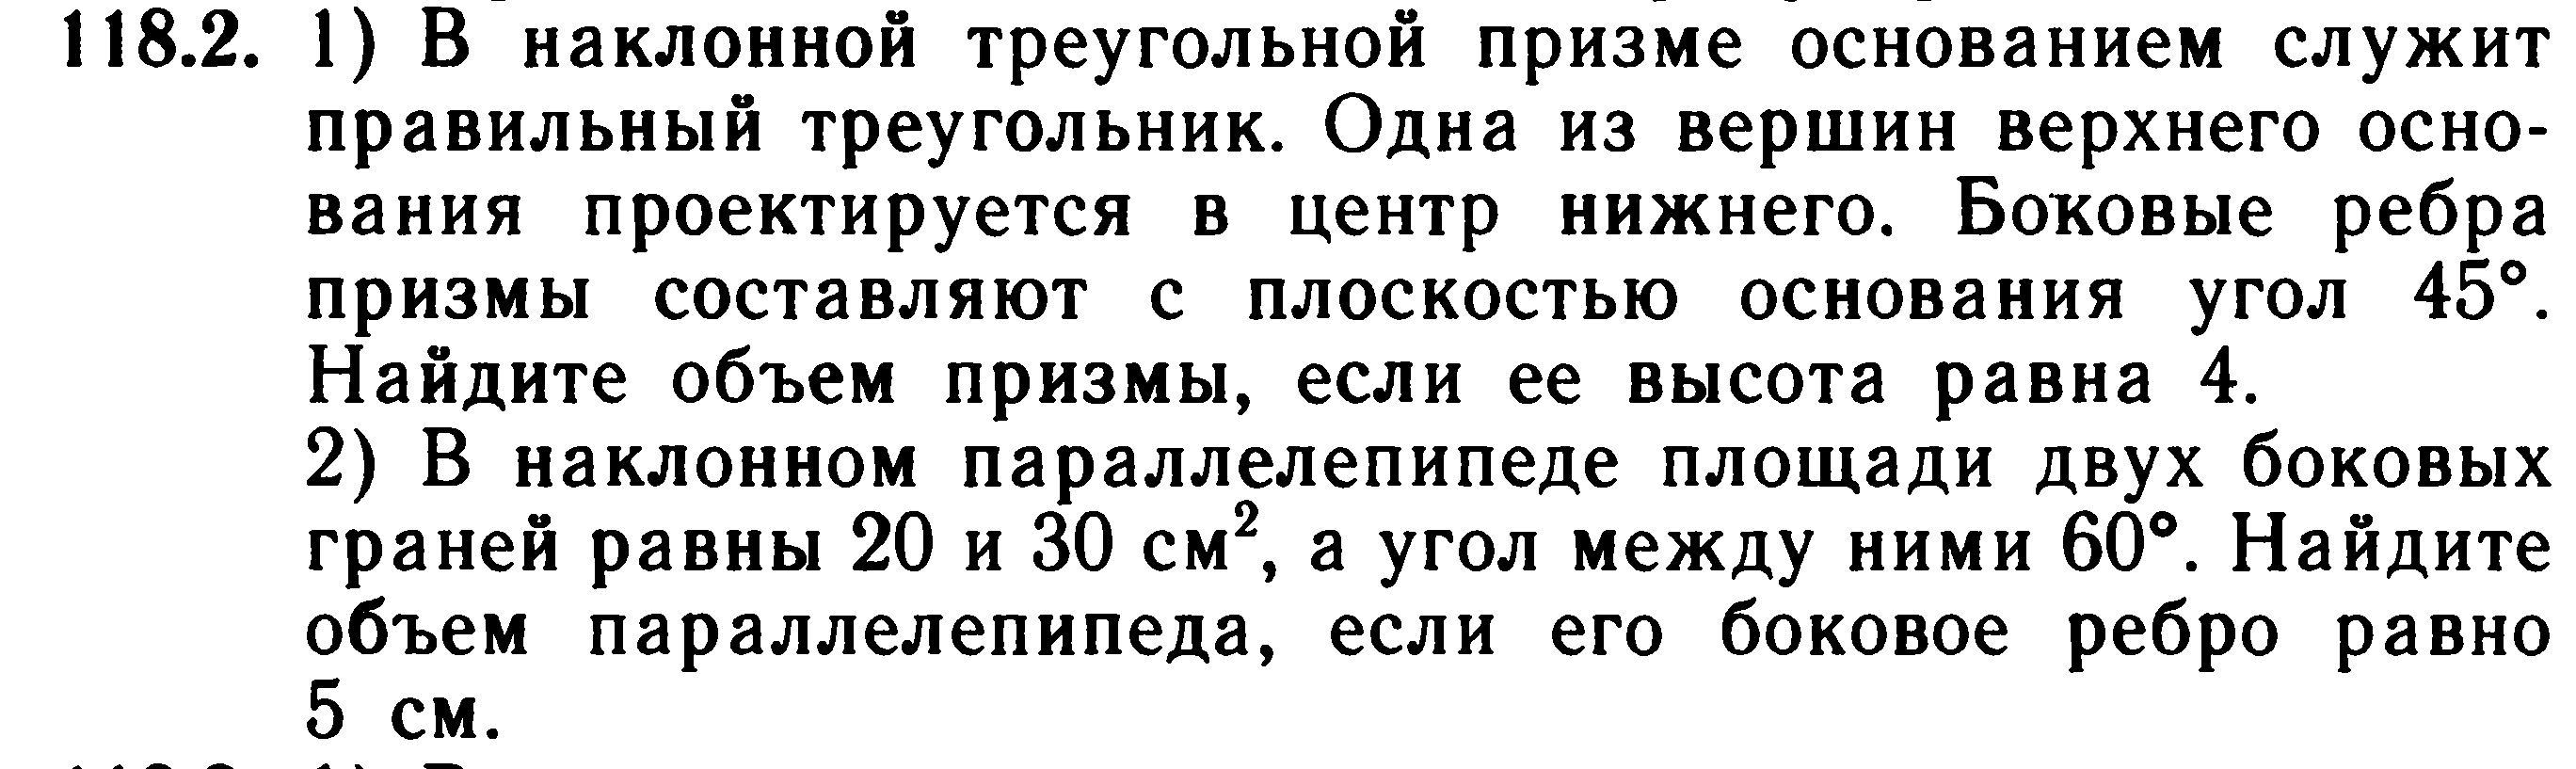 118.2. 1) В наклонной треугольной призме основанием служит
правильный треугольник. Одна из вершин верхнего осно-
вания проектируется в центр нижнего. Боковые ребра
призмы составляют с плоскостью основания угол 45°.
Найдите объем призмы, если ее высота равна 4.
2) В наклонном параллелепипеде площади двух боковых
граней равны 20 и 30 см², а угол между ними 60°. Найдите
объем параллелепипеда, если его боковое ребро равно
5 см.